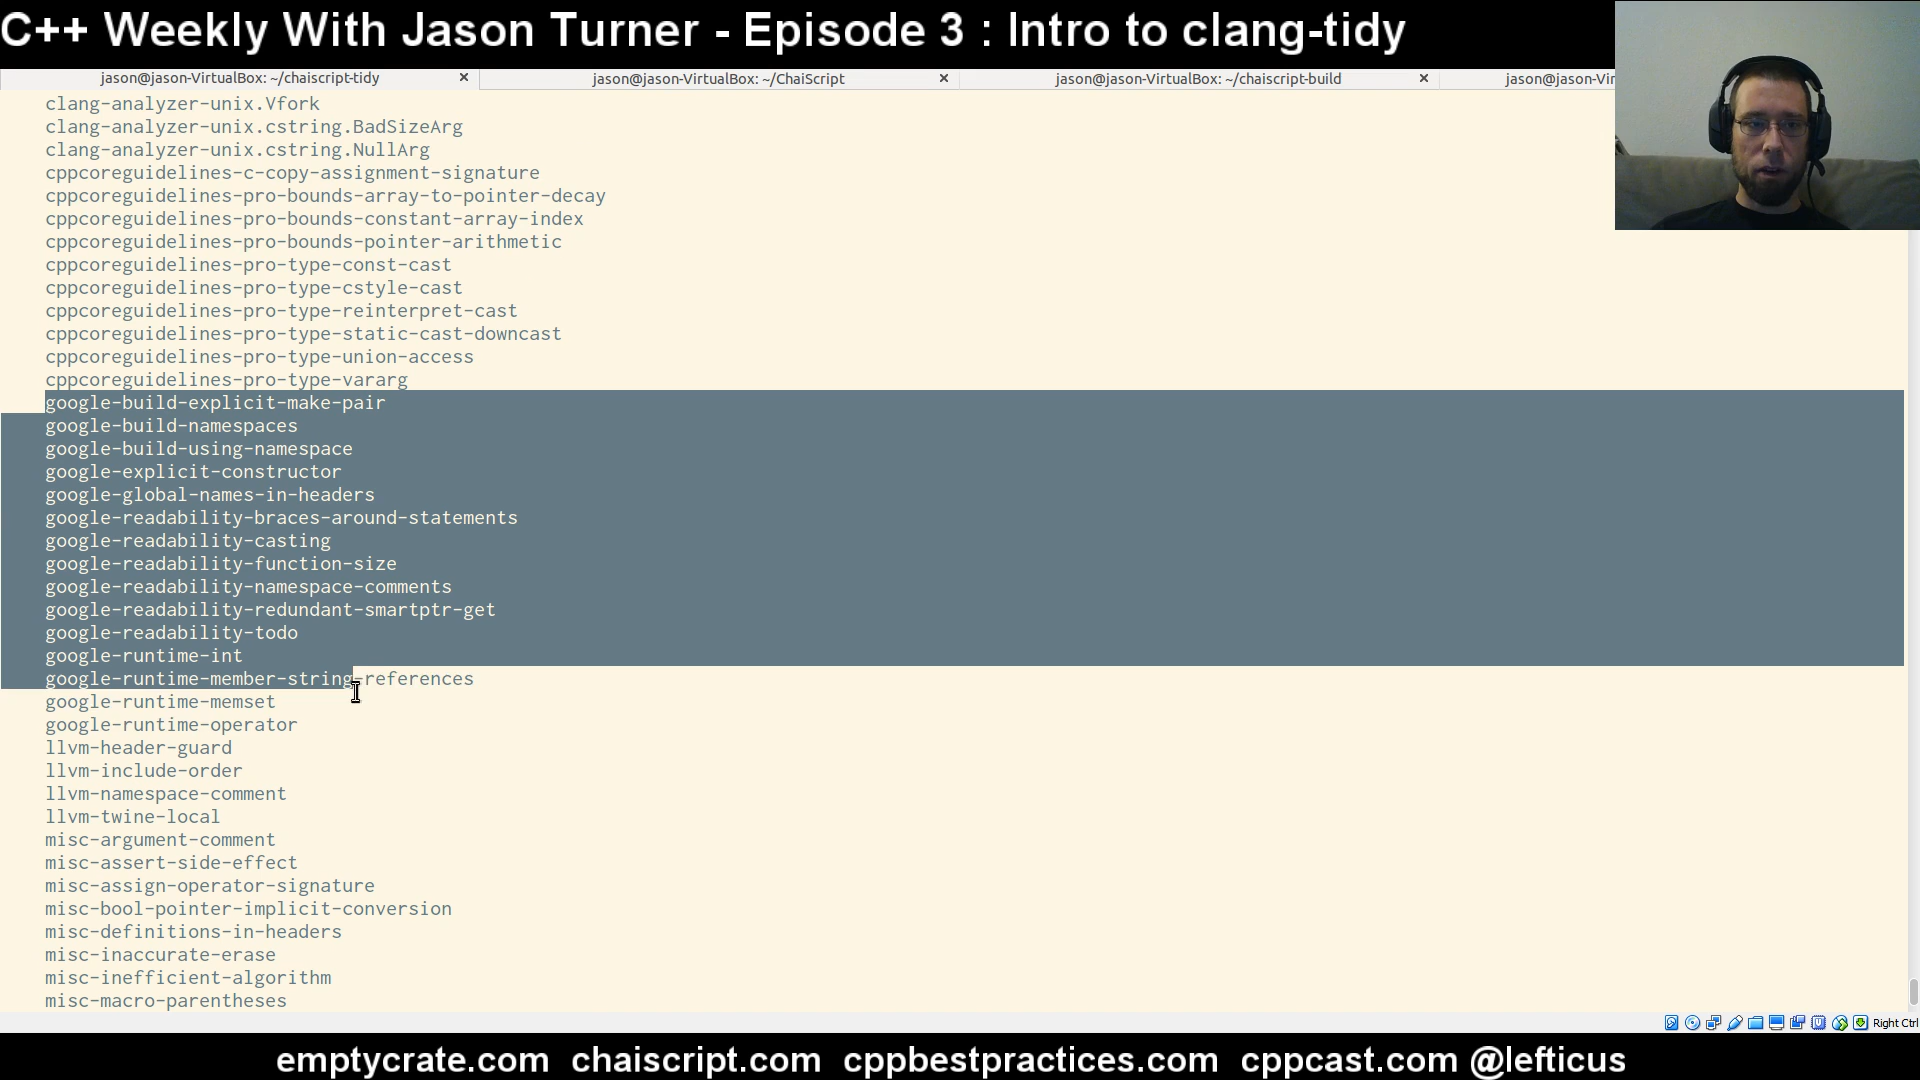 C++ Weekly With Jason Turner - Episode 3 : Intro to clang-tidy
jason@jason-VirtualBox: ~/chaiscript-tidy × jason@jason-VirtualBox: ~/ChaiScript × jason@jason-VirtualBox: ~/chaiscript-build × jason@jason-Vir
clang-analyzer-unix.Vfork
clang-analyzer-unix.cstring.BadSizeArg
clang-analyzer-unix.cstring.NullArg
cppcoreguidelines-c-copy-assignment-signature
cppcoreguidelines-pro-bounds-array-to-pointer-decay
cppcoreguidelines-pro-bounds-constant-array-index
cppcoreguidelines-pro-bounds-pointer-arithmetic
cppcoreguidelines-pro-type-const-cast
cppcoreguidelines-pro-type-cstyle-cast
cppcoreguidelines-pro-type-reinterpret-cast
cppcoreguidelines-pro-type-static-cast-downcast
cppcoreguidelines-pro-type-union-access
cppcoreguidelines-pro-type-vararg
google-build-explicit-make-pair
google-build-namespaces
google-build-using-namespace
google-explicit-constructor
google-global-names-in-headers
google-readability-braces-around-statements
google-readability-casting
google-readability-function-size
google-readability-namespace-comments
google-readability-redundant-smartptr-get
google-readability-todo
google-runtime-int
google-runtime-member-string-references
google-runtime-memset
google-runtime-operator
llvm-header-guard
llvm-include-order
llvm-namespace-comment
llvm-twine-local
misc-argument-comment
misc-assert-side-effect
misc-assign-operator-signature
misc-bool-pointer-implicit-conversion
misc-definitions-in-headers
misc-inaccurate-erase
misc-inefficient-algorithm
misc-macro-parentheses
Right Ctrl
emptycrate.com chaiscript.com cppbestpractices.com cppcast.com @lefticus